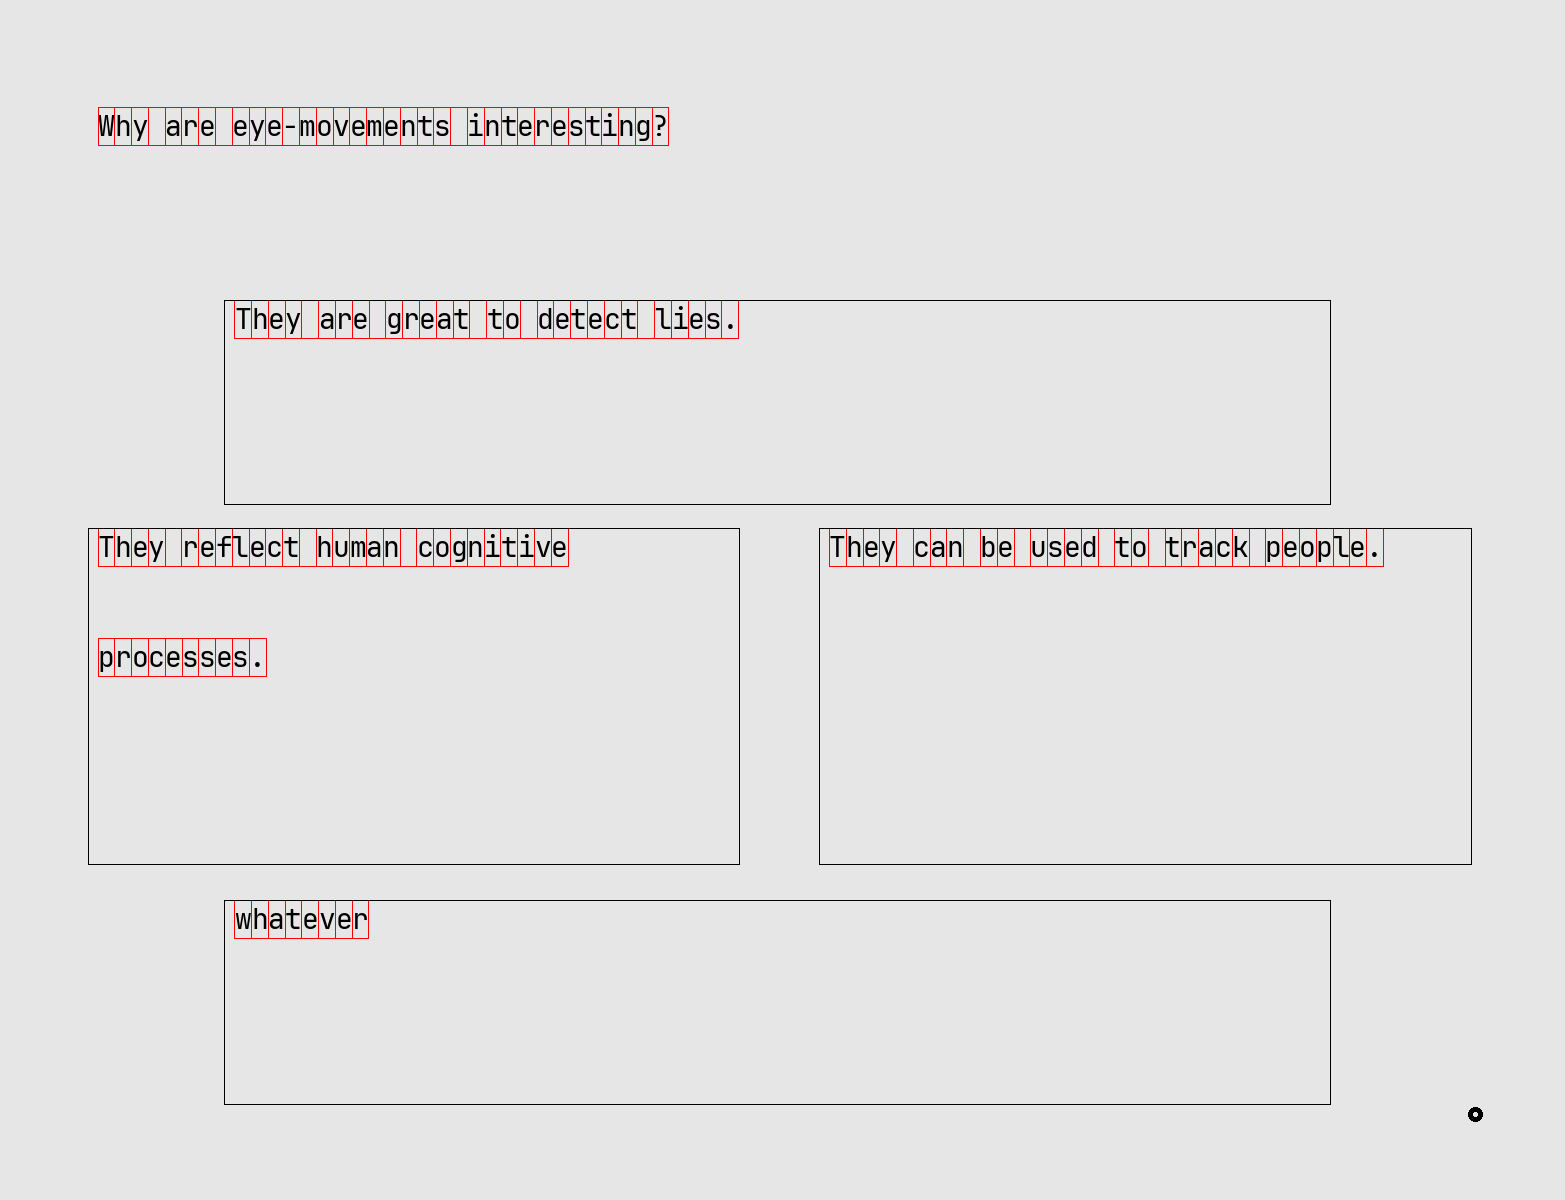 Why are eye-movements interesting?
They are great to detect lies.
They reflect human cognitive
processes.
They can be used to track people.
whatever